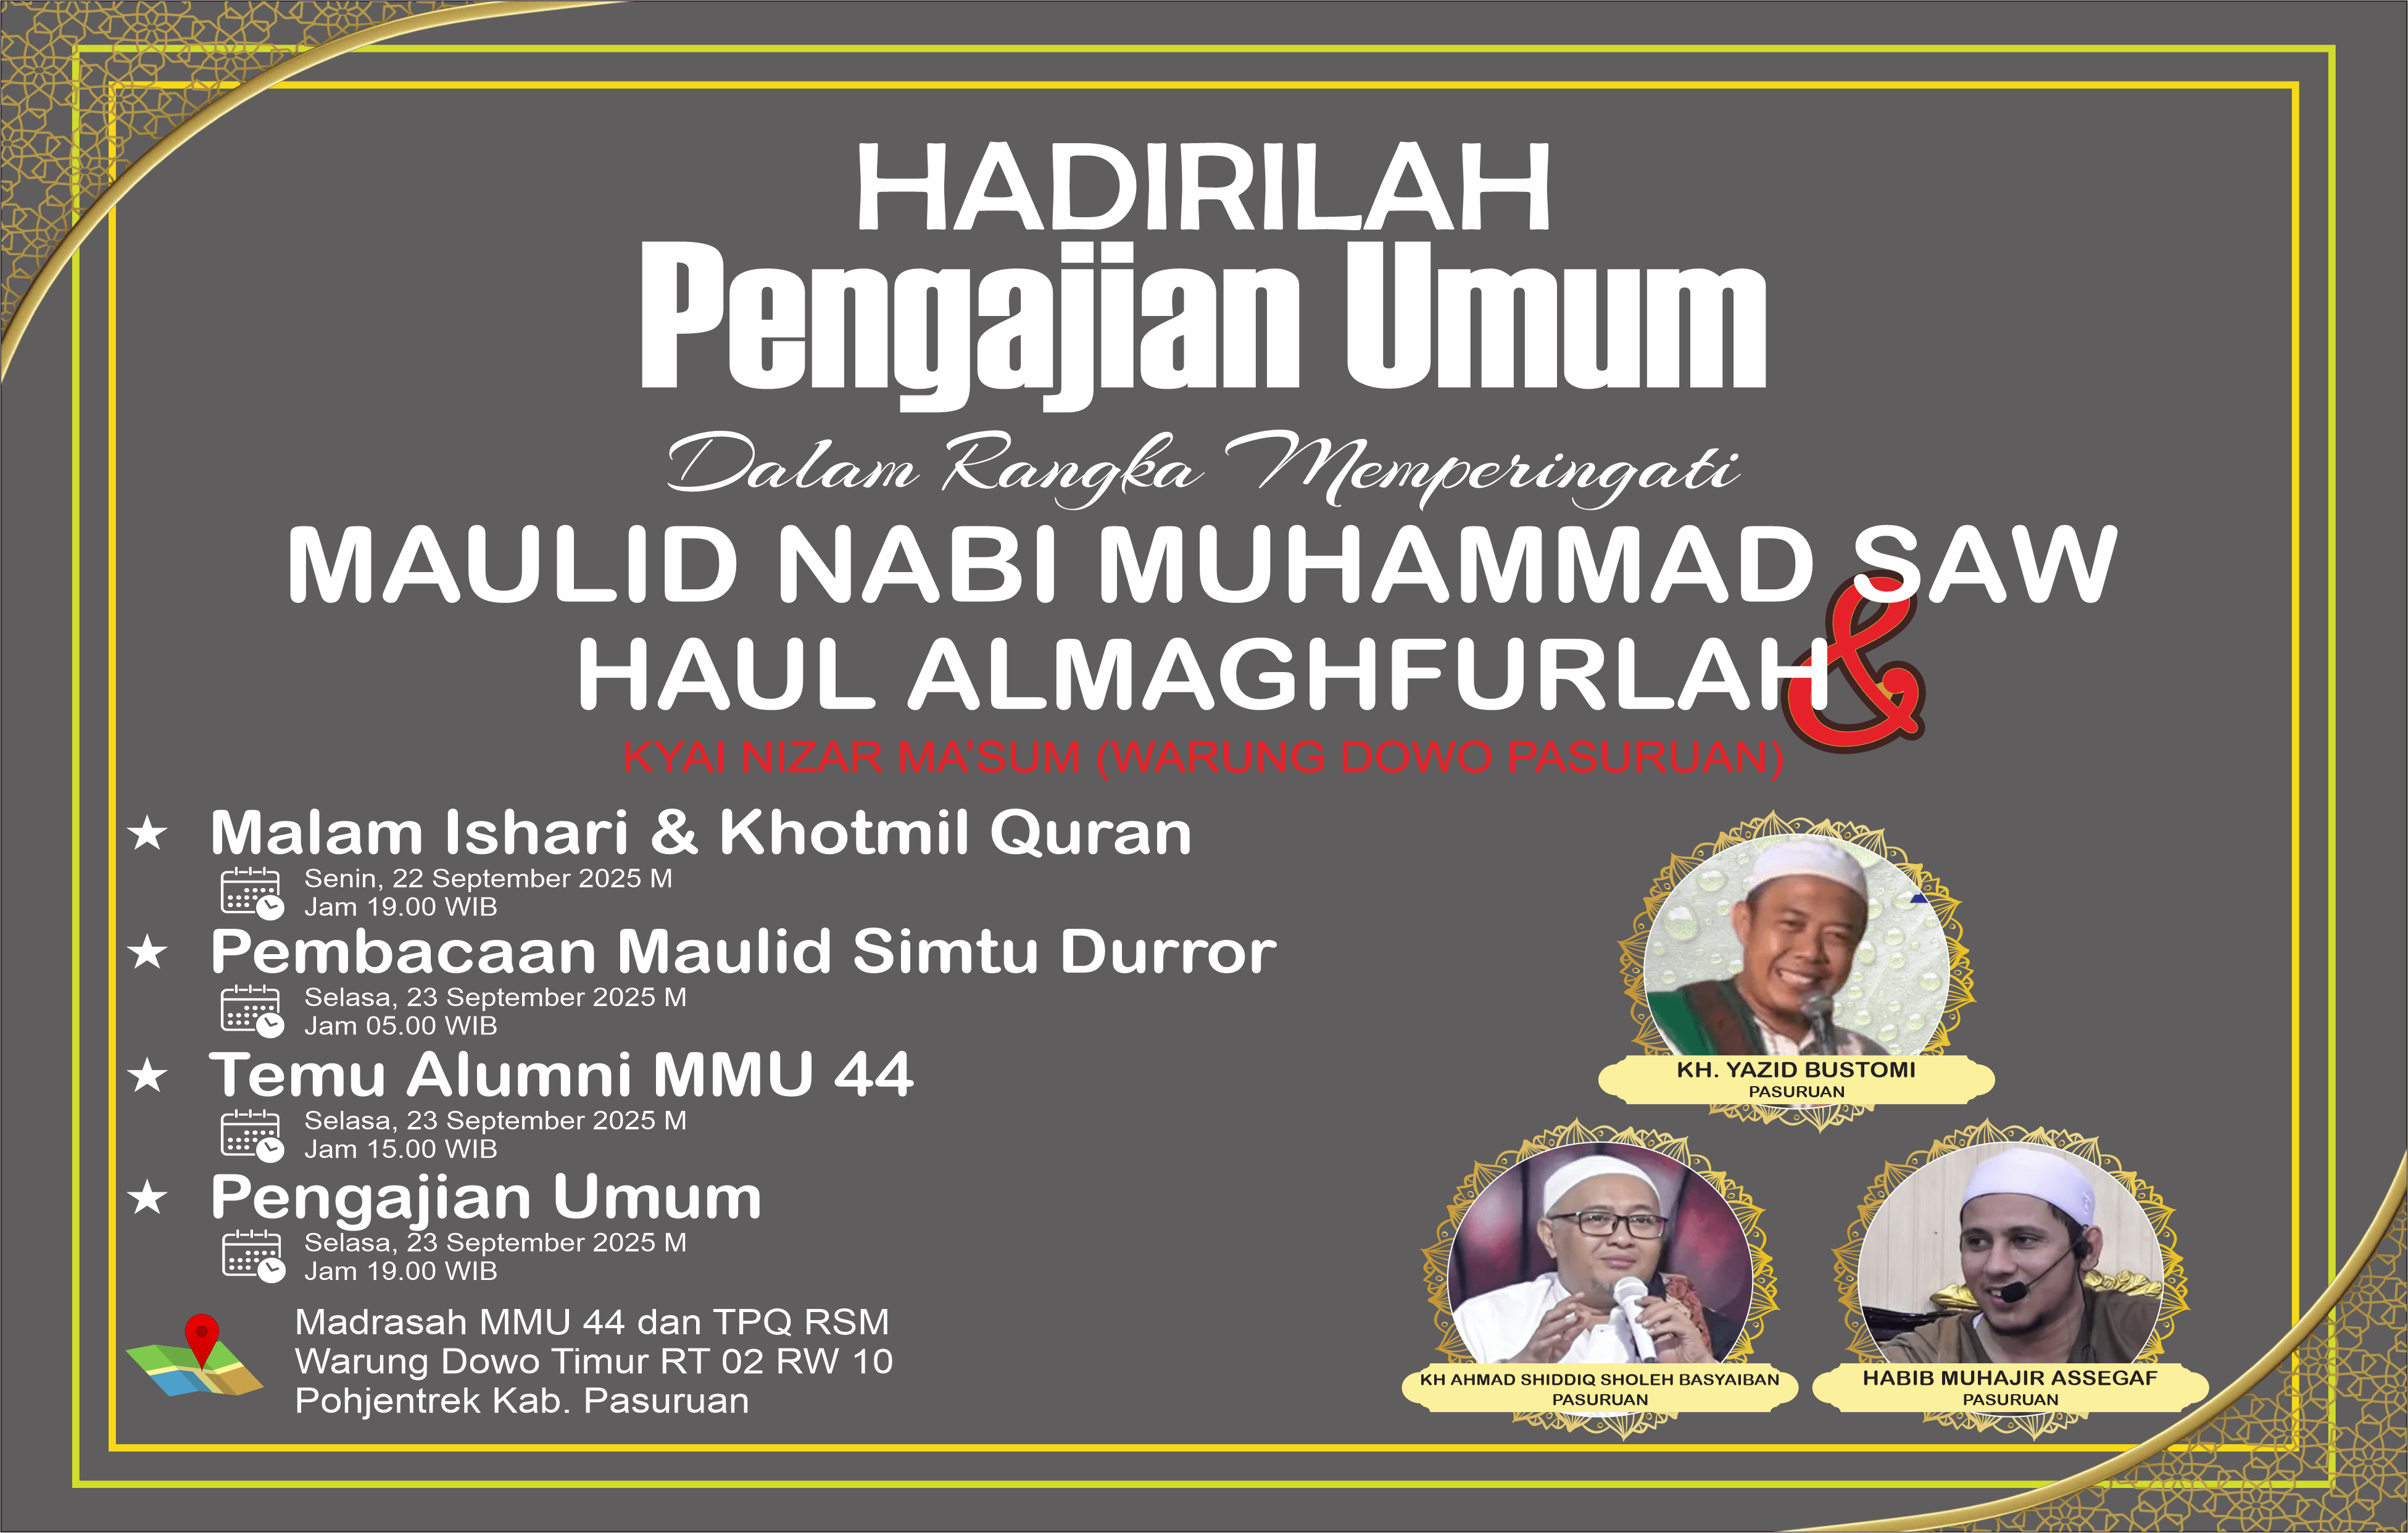 HADIRILAH
Pengajian Umum
Dalam Rangka Memperingati
MAULID NABI MUHAMMAD SAW
&
HAUL ALMAGHFURLAH
KYAI NIZAR MA'SUM (WARUNG DOWO PASURUAN)
Malam Ishari & Khotmil Quran
Senin, 22 September 2025 M
Jam 19.00 WIB
Pembacaan Maulid Simtu Durror
Selasa, 23 September 2025 M
Jam 05.00 WIB
Temu Alumni MMU 44
Selasa, 23 September 2025 M
Jam 15.00 WIB
Pengajian Umum
Selasa, 23 September 2025 M
Jam 19.00 WIB
Madrasah MMU 44 dan TPQ RSM
Warung Dowo Timur RT 02 RW 10
Pohjentrek Kab. Pasuruan
KH. YAZID BUSTOMI
PASURUAN
KH AHMAD SHIDDIQ SHOLEH BASYAIBAN
PASURUAN
HABIB MUHAJIR ASSEGAF
PASURUAN